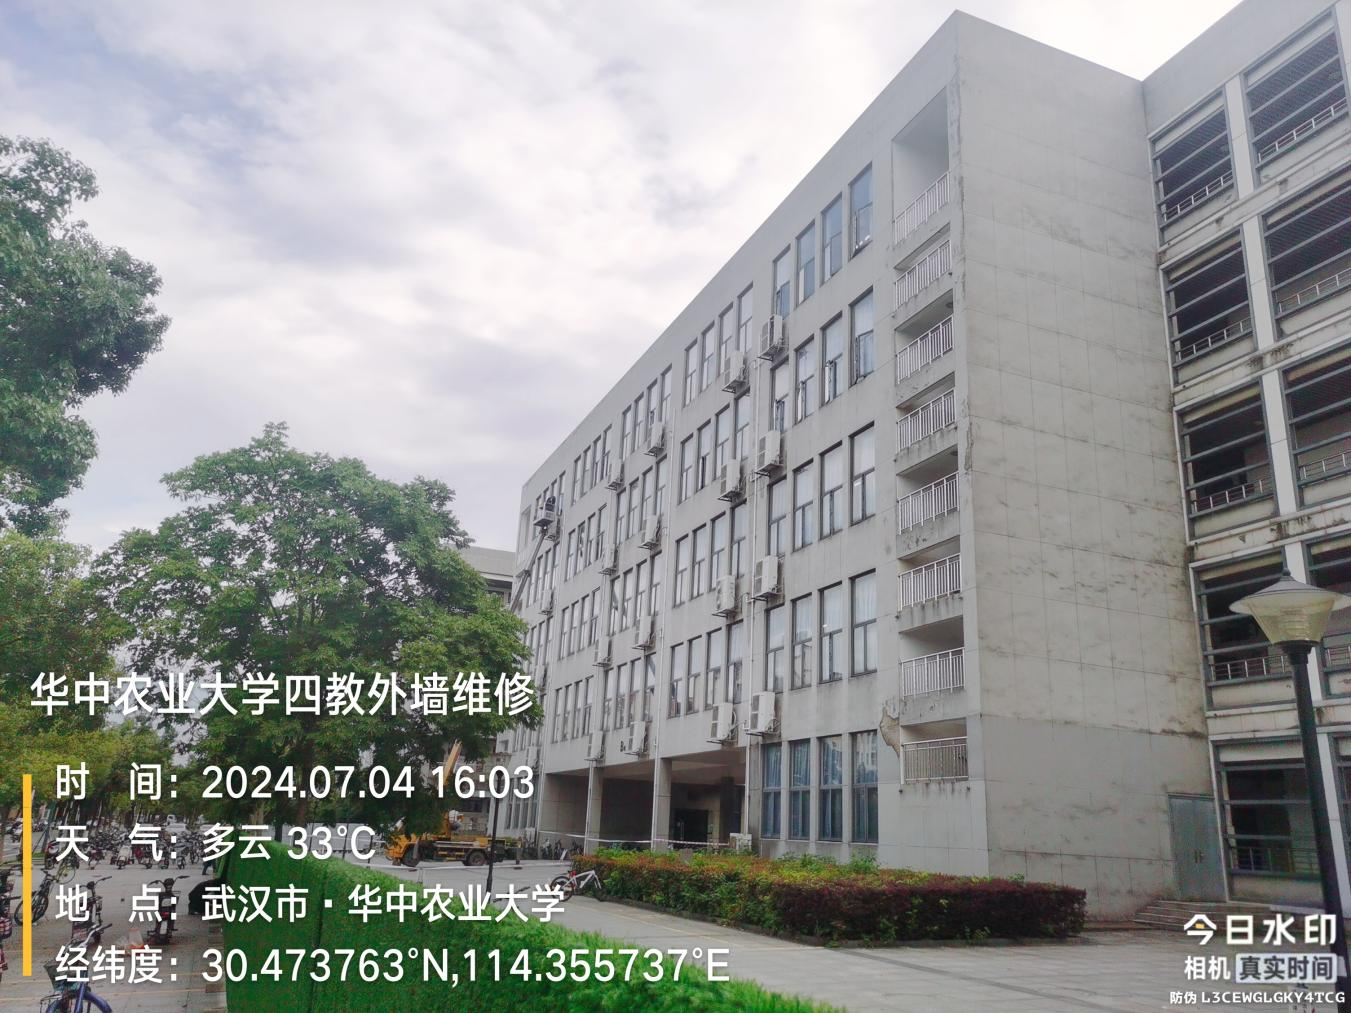 华中农业大学四教外墙维修
时 间：2024.07.04 16:03
天 气：多云 33℃
地 点：武汉市·华中农业大学
经纬度：30.473763°N,114.355737°E
今日水印
相机 真实时间
防伪 L3CEWGLGKY4TCG